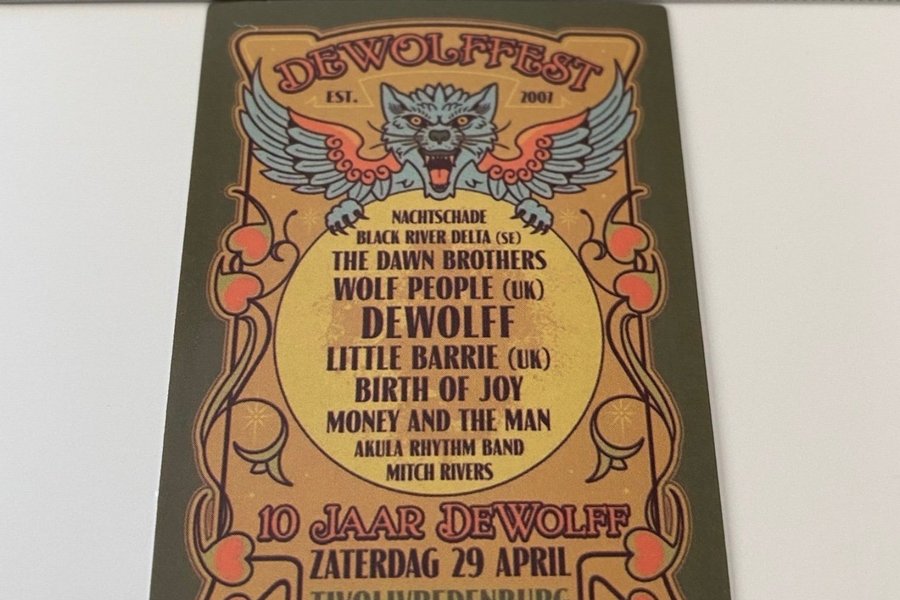 DEWOLFFEST
EST. 2007
NACHTSCHADE
BLACK RIVER DELTA (SE)
THE DAWN BROTHERS
WOLF PEOPLE (UK)
DEWOLFF
LITTLE BARRIE (UK)
BIRTH OF JOY
MONEY AND THE MAN
AKULA RHYTHM BAND
MITCH RIVERS
10 JAAR DEWOLFF
ZATERDAG 29 APRIL
TIVOLIVREDENBURG